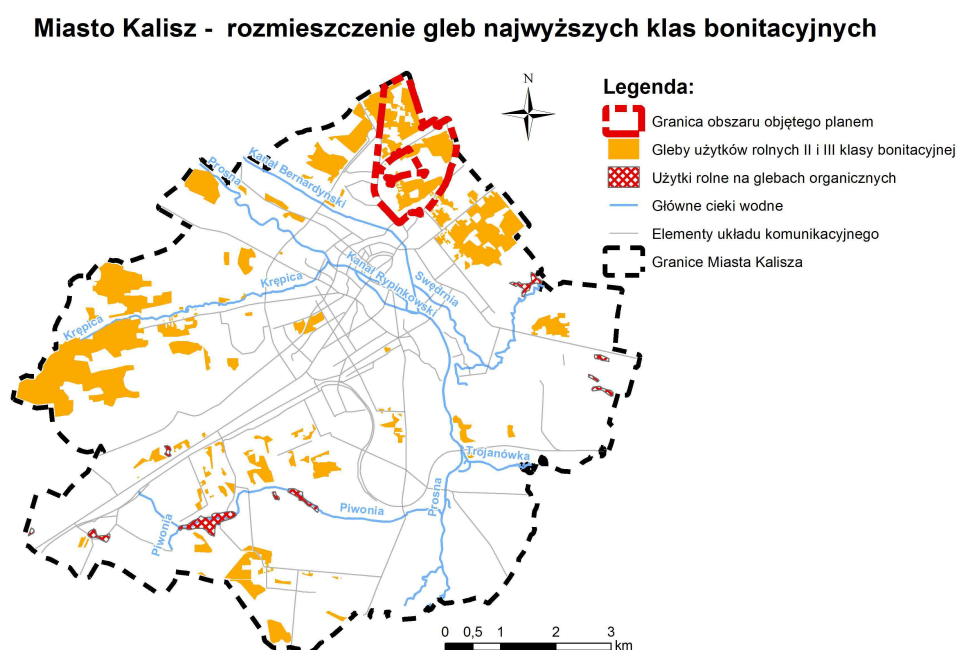 Miasto Kalisz - rozmieszczenie gleb najwyższych klas bonitacyjnych
N
Legenda:
Granica obszaru objętego planem
Gleby użytków rolnych II i III klasy bonitacyjnej
Użytki rolne na glebach organicznych
Główne cieki wodne
Elementy układu komunikacyjnego
Granice Miasta Kalisza
Kanał Bernardyński
Prosna
Kanał Rypinkowski
Swędrnia
Krępica
Krępica
Trojanówka
Prosna
Piwonia
Piwonia
0 0,5 1 2 3
km